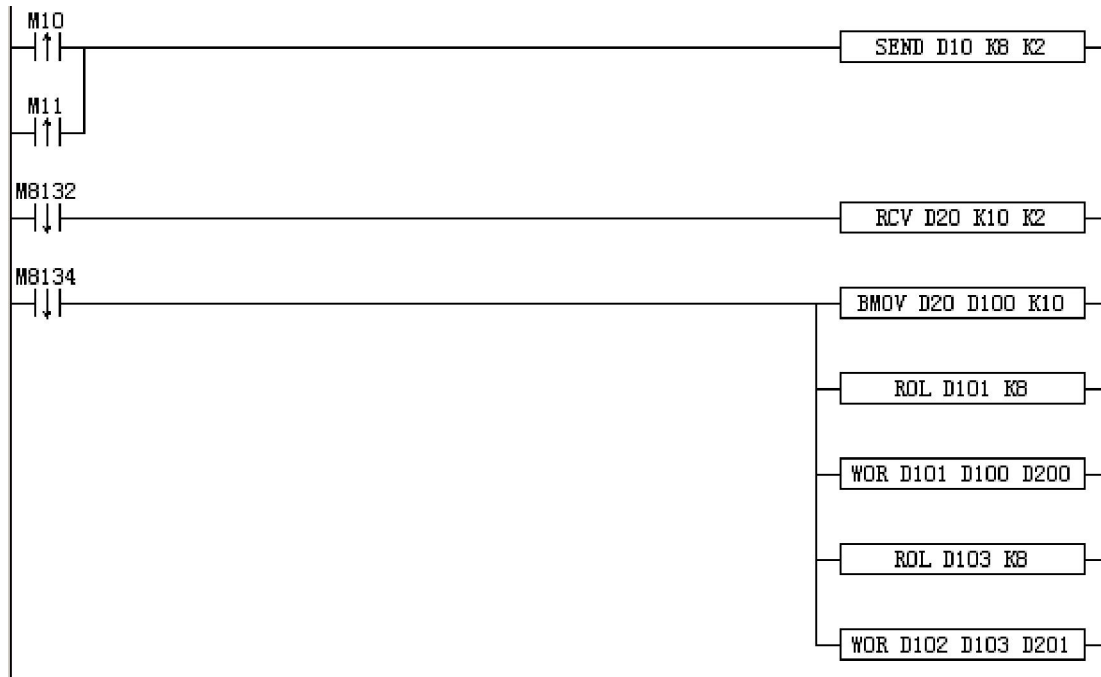 M10
SEND D10 K8 K2
M11
M8132
RCV D20 K10 K2
M8134
BMOV D20 D100 K10
ROL D101 K8
WOR D101 D100 D200
ROL D103 K8
WOR D102 D103 D201